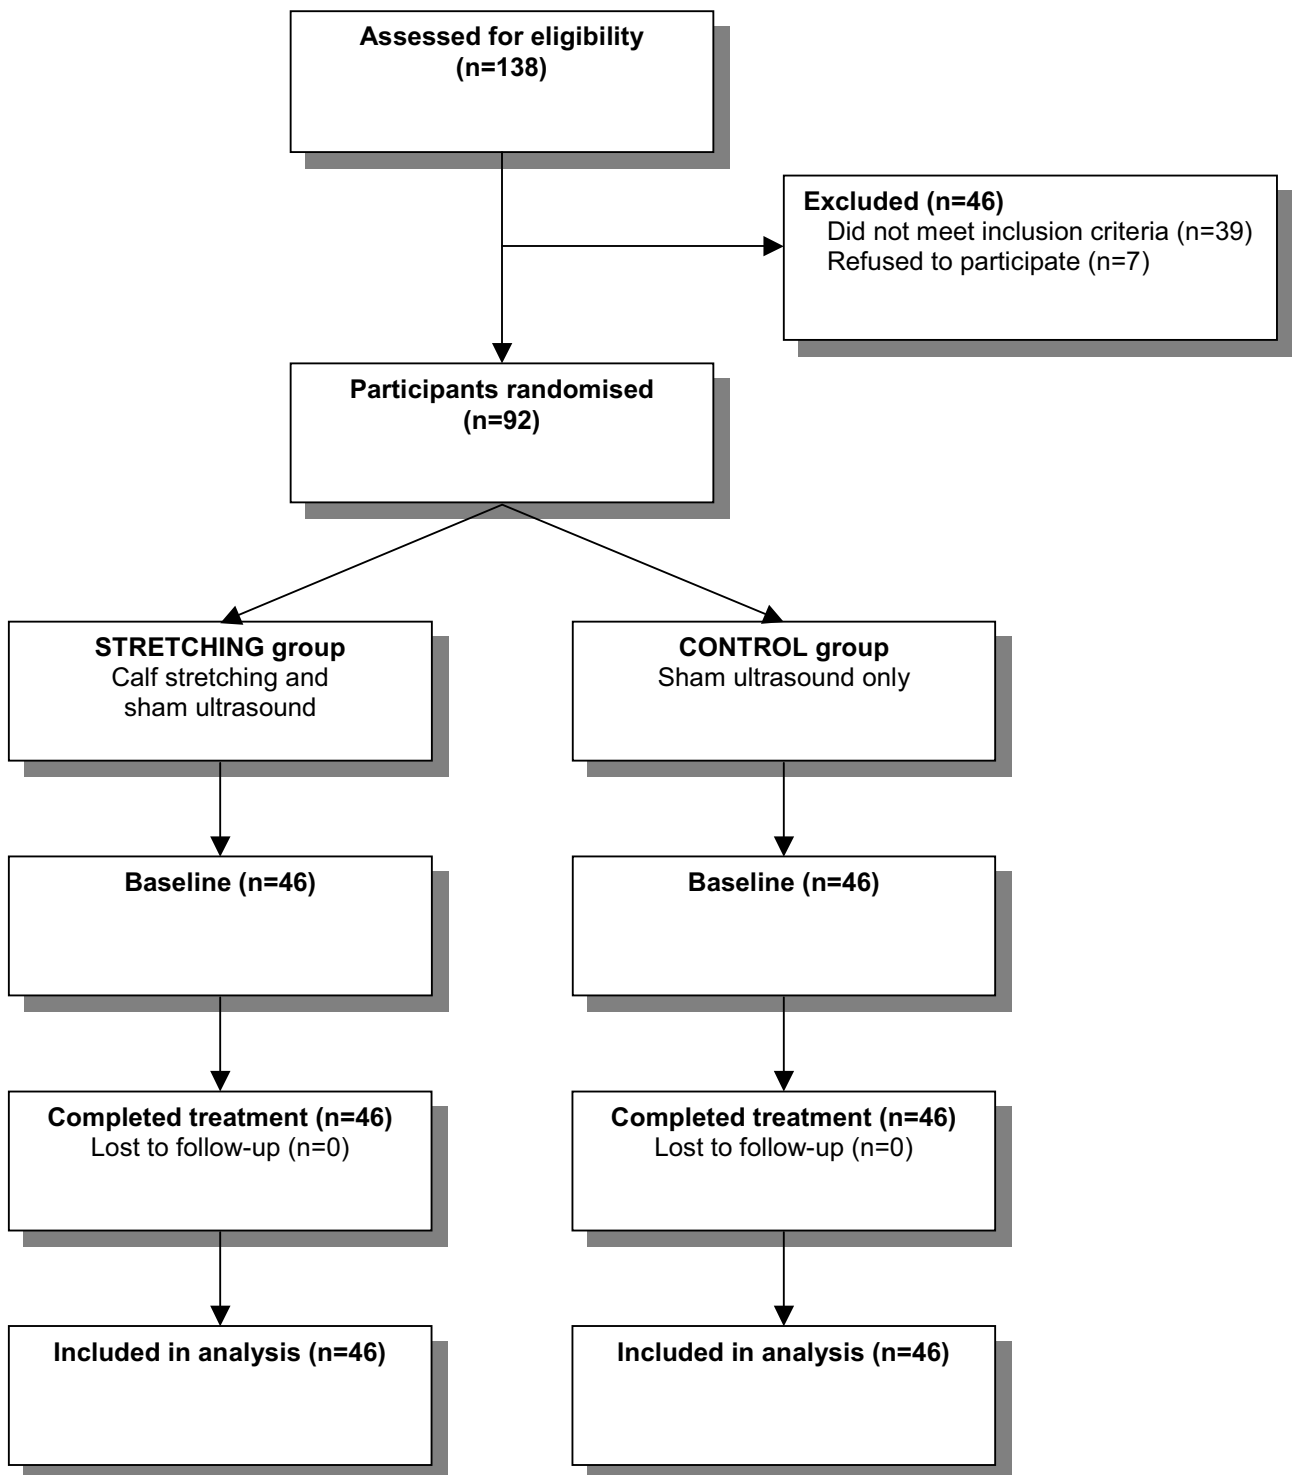 Assessed for eligibility
(n=138)
Excluded (n=46)
Did not meet inclusion criteria (n=39)
Refused to participate (n=7)
Participants randomised
(n=92)
STRETCHING group
Calf stretching and
sham ultrasound
CONTROL group
Sham ultrasound only
Baseline (n=46)
Baseline (n=46)
Completed treatment (n=46)
Lost to follow-up (n=0)
Completed treatment (n=46)
Lost to follow-up (n=0)
Included in analysis (n=46)
Included in analysis (n=46)